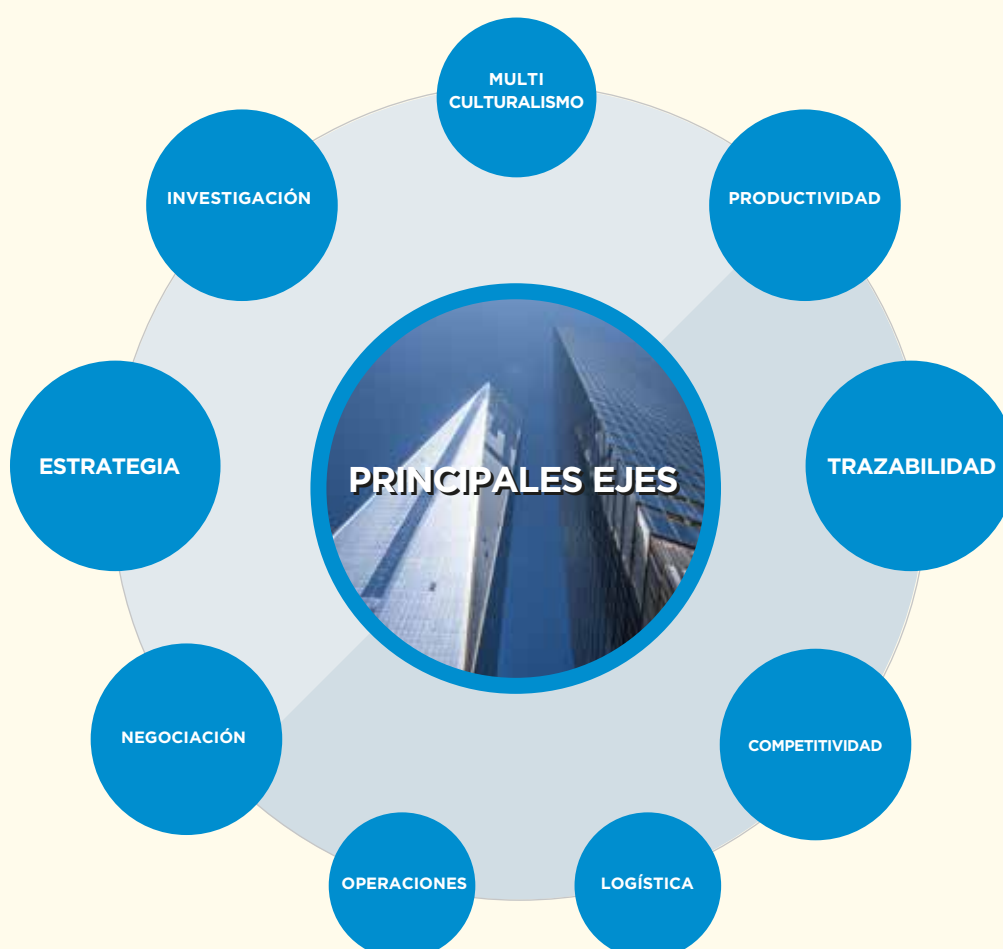 MULTI
CULTURALISMO
INVESTIGACIÓN
PRODUCTIVIDAD
ESTRATEGIA
PRINCIPALES EJES
TRAZABILIDAD
NEGOCIACIÓN
COMPETITIVIDAD
OPERACIONES
LOGÍSTICA